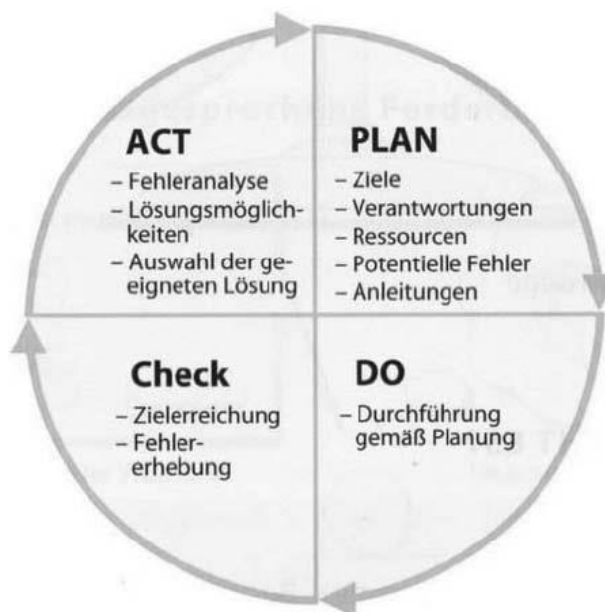 ACT
– Fehleranalyse
– Lösungsmöglich-
keiten
– Auswahl der ge-
eigneten Lösung
PLAN
– Ziele
– Verantwortungen
– Ressourcen
– Potentielle Fehler
– Anleitungen
Check
– Zielerreichung
– Fehler-
erhebung
DO
– Durchführung
gemäß Planung